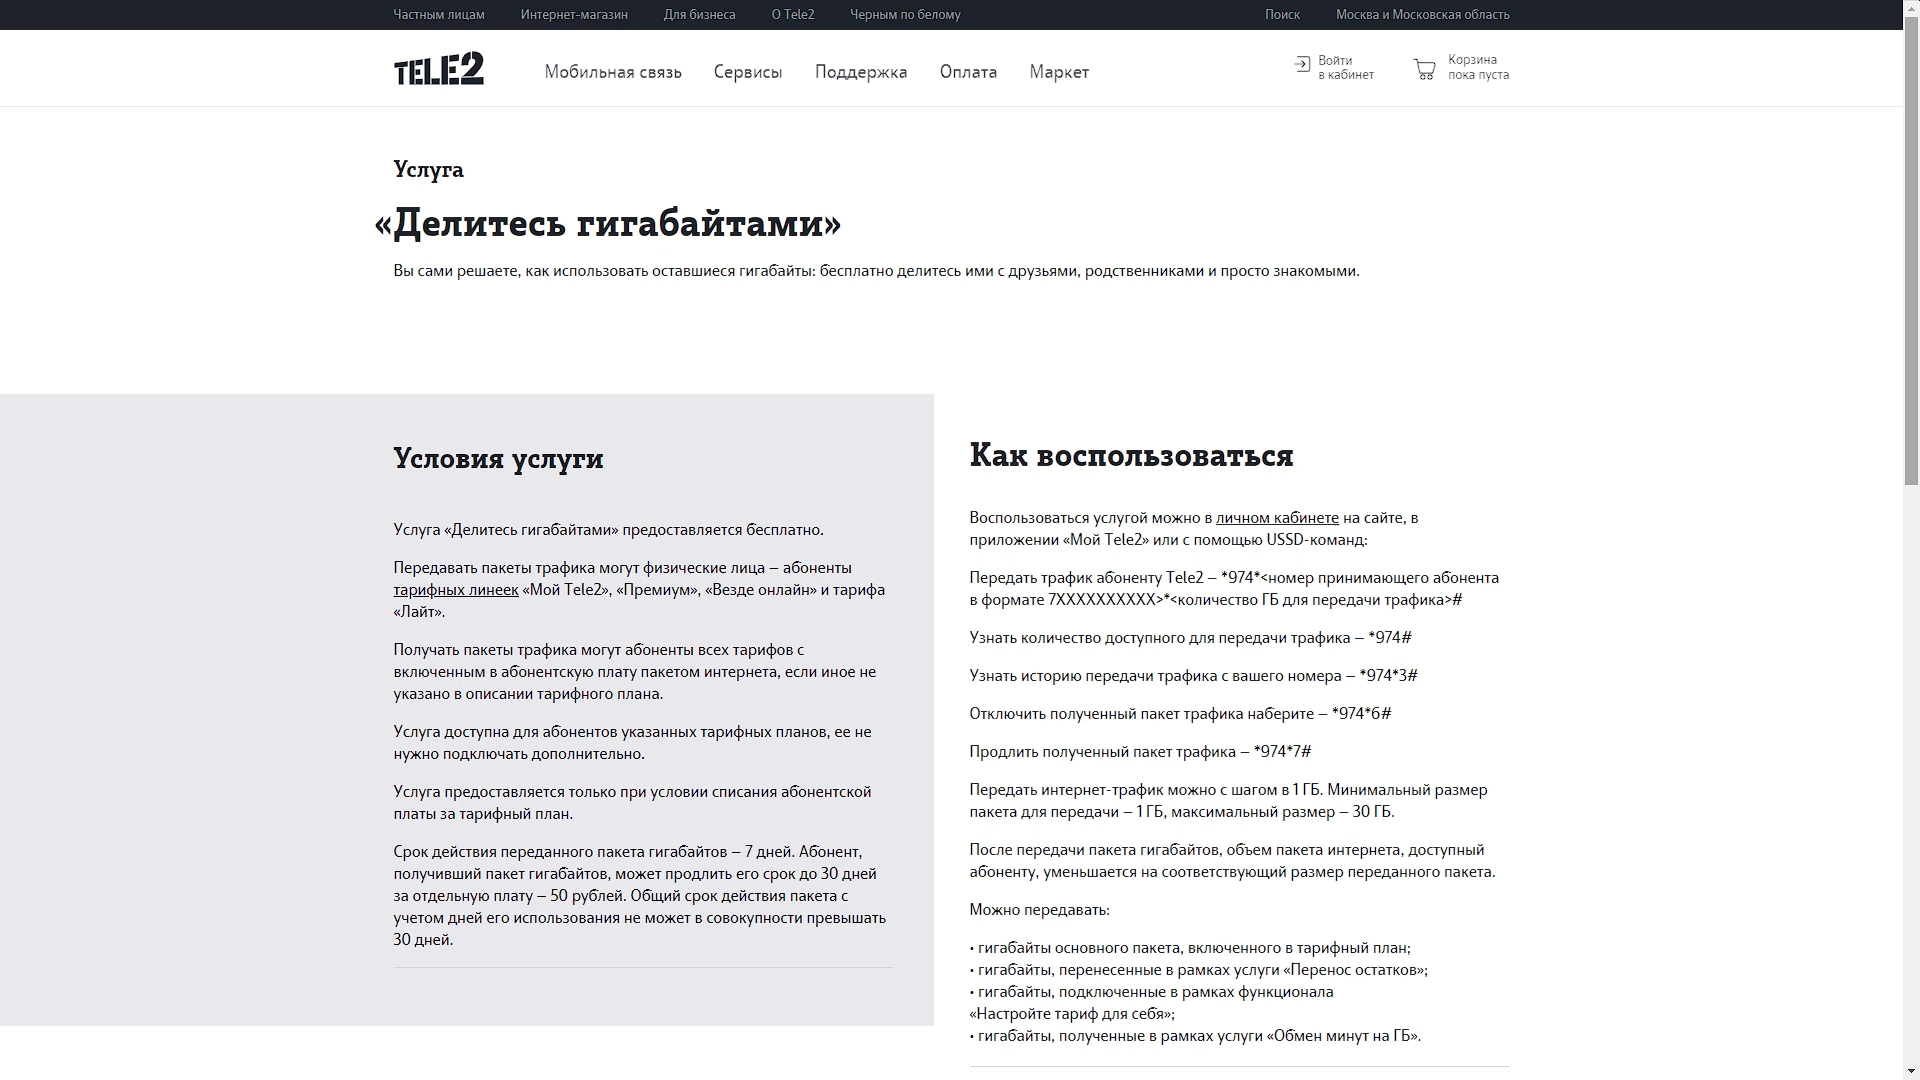 Частным лицам Интернет-магазин Для бизнеса О Tele2 Черным по белому Поиск Москва и Московская область
TELE2 Мобильная связь Сервисы Поддержка Оплата Маркет
Войти
в кабинет
Корзина
пока пуста
Услуга
«Делитесь гигабайтами»
Вы сами решаете, как использовать оставшиеся гигабайты: бесплатно делитесь ими с друзьями, родственниками и просто знакомыми.
Условия услуги
Услуга «Делитесь гигабайтами» предоставляется бесплатно.
Передавать пакеты трафика могут физические лица – абоненты
тарифных линеек «Мой Tele2», «Премиум», «Везде онлайн» и тарифа
«Лайт».
Получать пакеты трафика могут абоненты всех тарифов с
включенным в абонентскую плату пакетом интернета, если иное не
указано в описании тарифного плана.
Услуга доступна для абонентов указанных тарифных планов, ее не
нужно подключать дополнительно.
Услуга предоставляется только при условии списания абонентской
платы за тарифный план.
Срок действия переданного пакета гигабайтов – 7 дней. Абонент,
получивший пакет гигабайтов, может продлить его срок до 30 дней
за отдельную плату – 50 рублей. Общий срок действия пакета с
учетом дней его использования не может в совокупности превышать
30 дней.
Как воспользоваться
Воспользоваться услугой можно в личном кабинете на сайте, в
приложении «Мой Tele2» или с помощью USSD-команд:
Передать трафик абоненту Tele2 – *974*<номер принимающего абонента
в формате 7XXXXXXXXXX>*<количество ГБ для передачи трафика>#
Узнать количество доступного для передачи трафика – *974#
Узнать историю передачи трафика с вашего номера – *974*3#
Отключить полученный пакет трафика наберите – *974*6#
Продлить полученный пакет трафика – *974*7#
Передать интернет-трафик можно с шагом в 1 ГБ. Минимальный размер
пакета для передачи – 1 ГБ, максимальный размер – 30 ГБ.
После передачи пакета гигабайтов, объем пакета интернета, доступный
абоненту, уменьшается на соответствующий размер переданного пакета.
Можно передавать:
• гигабайты основного пакета, включенного в тарифный план;
• гигабайты, перенесенные в рамках услуги «Перенос остатков»;
• гигабайты, подключенные в рамках функционала
«Настройте тариф для себя»;
• гигабайты, полученные в рамках услуги «Обмен минут на ГБ».